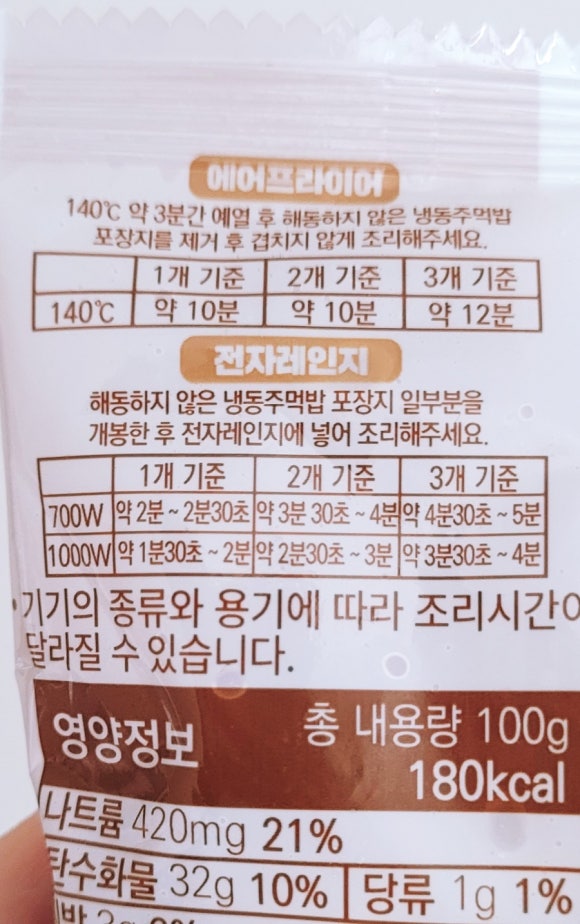 에어프라이어
140℃ 약 3분간 예열 후 해동하지 않은 냉동주먹밥
포장지를 제거 후 겹치지 않게 조리해주세요.
1개 기준 2개 기준 3개 기준
140℃ 약 10분 약 10분 약 12분
전자레인지
해동하지 않은 냉동주먹밥 포장지 일부분을
개봉한 후 전자레인지에 넣어 조리해주세요.
1개 기준 2개 기준 3개 기준
700W 약 2분 ~ 2분30초 약 3분 30초 ~ 4분 약 4분30초 ~ 5분
1000W 약 1분30초 ~ 2분 약 2분30초 ~ 3분 약 3분30초 ~ 4분
•기기의 종류와 용기에 따라 조리시간이
달라질 수 있습니다.
영양정보 총 내용량 100g
180kcal
나트륨 420mg 21%
탄수화물 32g 10% 당류 1g 1%